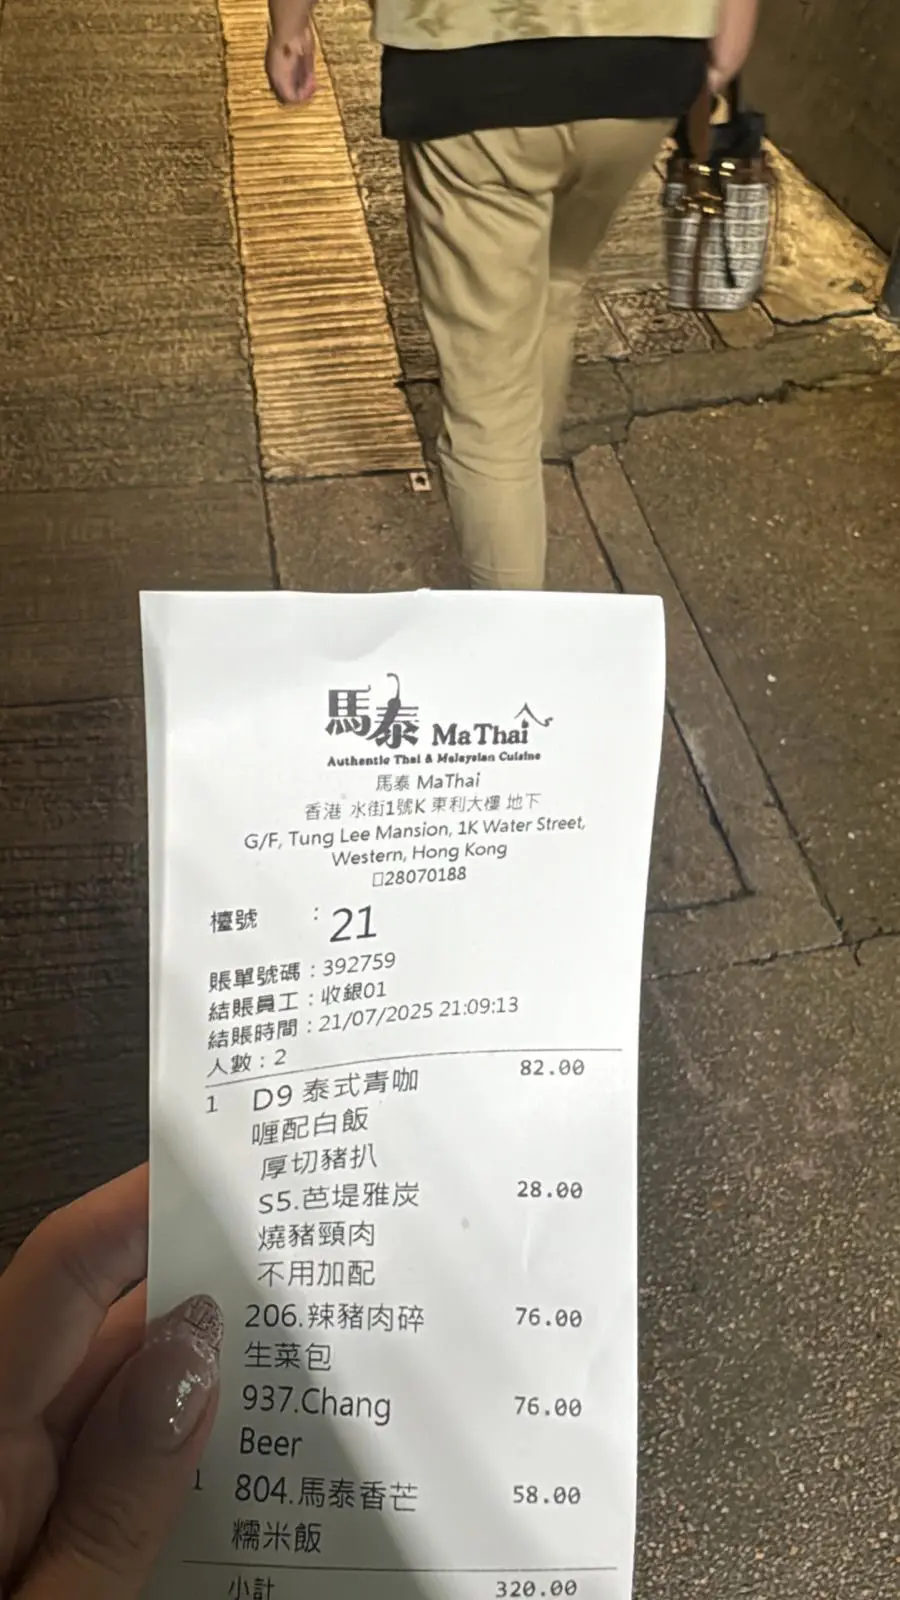 馬泰 MaThai
Authentic Thai & Malaysian Cuisine
馬泰 MaThai
香港 水街1號K 東利大樓 地下
G/F, Tung Lee Mansion, 1K Water Street,
Western, Hong Kong
28070188
檯號 : 21
賬單號碼 : 392759
結賬員工 : 收銀01
結賬時間 : 21/07/2025 21:09:13
人數 : 2
1 D9 泰式青咖 82.00
喱配白飯
厚切豬扒
S5.芭堤雅炭 28.00
燒豬頸肉
不用加配
206.辣豬肉碎 76.00
生菜包
937.Chang 76.00
Beer
1 804.馬泰香芒 58.00
糯米飯
小計 320.00